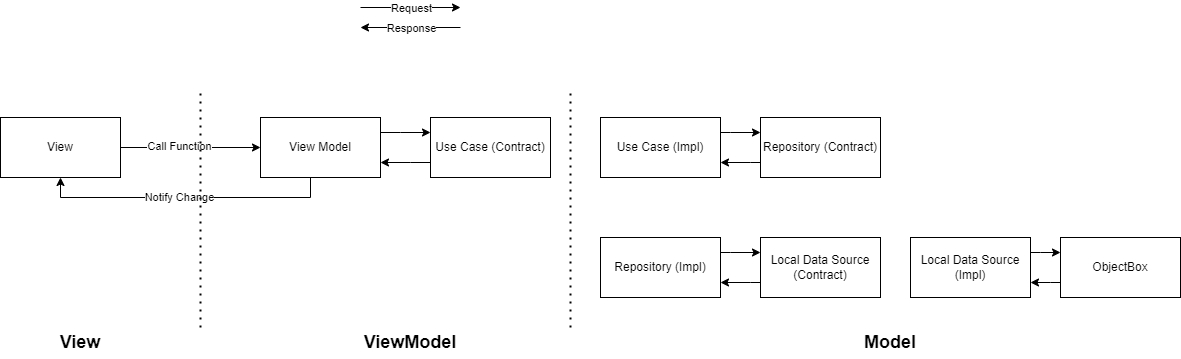 Request
Response
View
Call Function
View Model
Use Case (Contract)
Use Case (Impl)
Repository (Contract)
Notify Change
Repository (Impl)
Local Data Source
(Contract)
Local Data Source
(Impl)
ObjectBox
View
ViewModel
Model